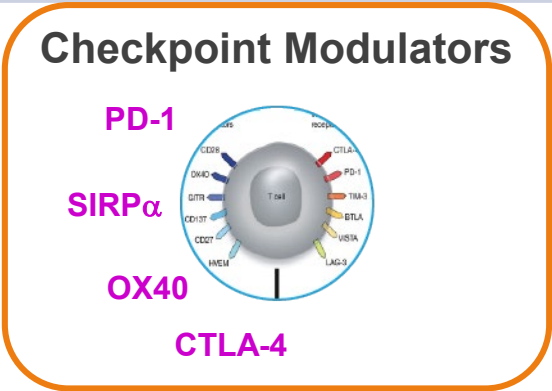 Checkpoint Modulators
PD-1
SIRPα
OX40
CTLA-4
CD28
OX40
GITR
CD137
CD27
HVEM
T cell
CTLA-
PD-1
TIM-3
BTLA
VISTA
LAG-3